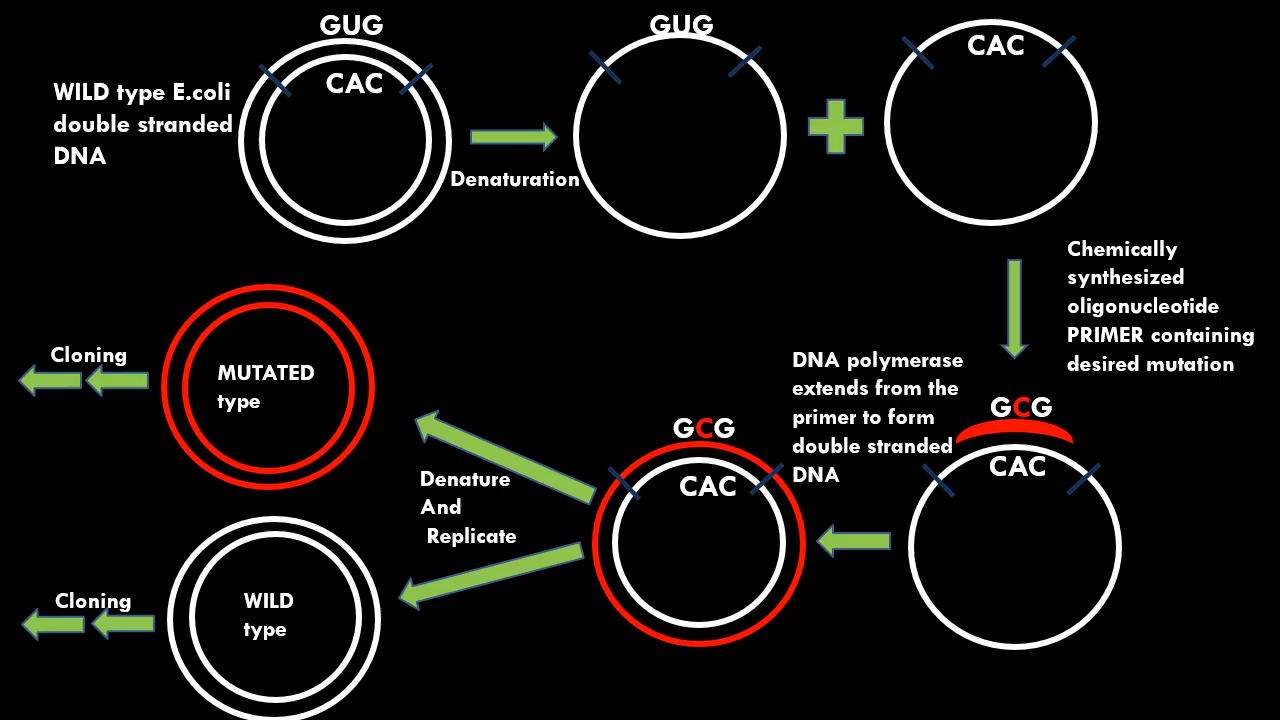 GUG
CAC
WILD type E.coli
double stranded
DNA
Denaturation
GUG
CAC
Chemically
synthesized
oligonucleotide
PRIMER containing
desired mutation
GCG
CAC
DNA polymerase
extends from the
primer to form
double stranded
DNA
GCG
CAC
Denature
And
Replicate
MUTATED
type
Cloning
WILD
type
Cloning